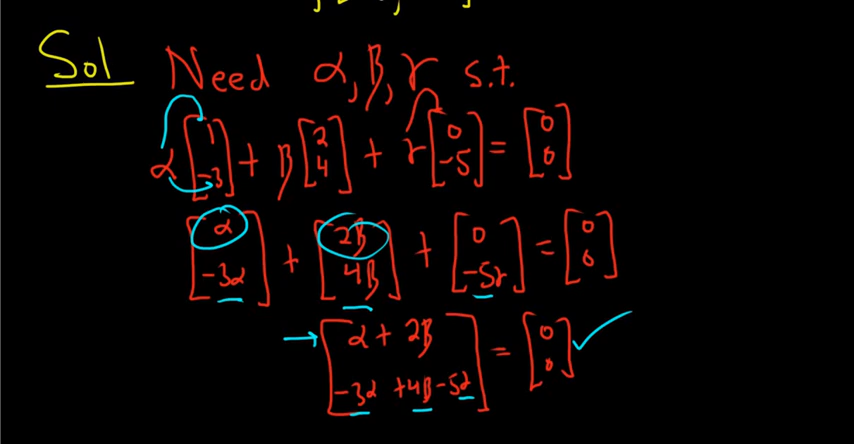 Sol Need α, β, γ s.t.
α [1 -3] + β [2 4] + γ [0 -5] = [0 0]
[α -3α] + [2β 4β] + [0 -5γ] = [0 0]
→ [α + 2β -3α + 4β - 5γ] = [0 0] ✓